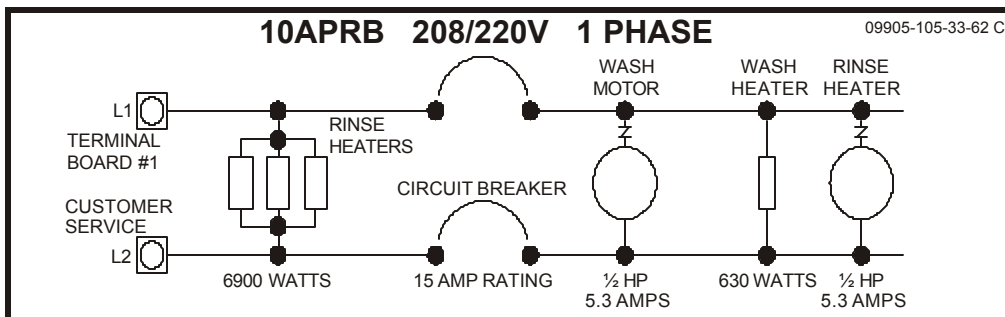 10APRB 208/220V 1 PHASE
09905-105-33-62 C
WASH
MOTOR
WASH
HEATER
RINSE
HEATER
L1
TERMINAL
BOARD #1
RINSE
HEATERS
CIRCUIT BREAKER
CUSTOMER
SERVICE
L2
6900 WATTS
15 AMP RATING
½ HP
5.3 AMPS
630 WATTS
½ HP
5.3 AMPS